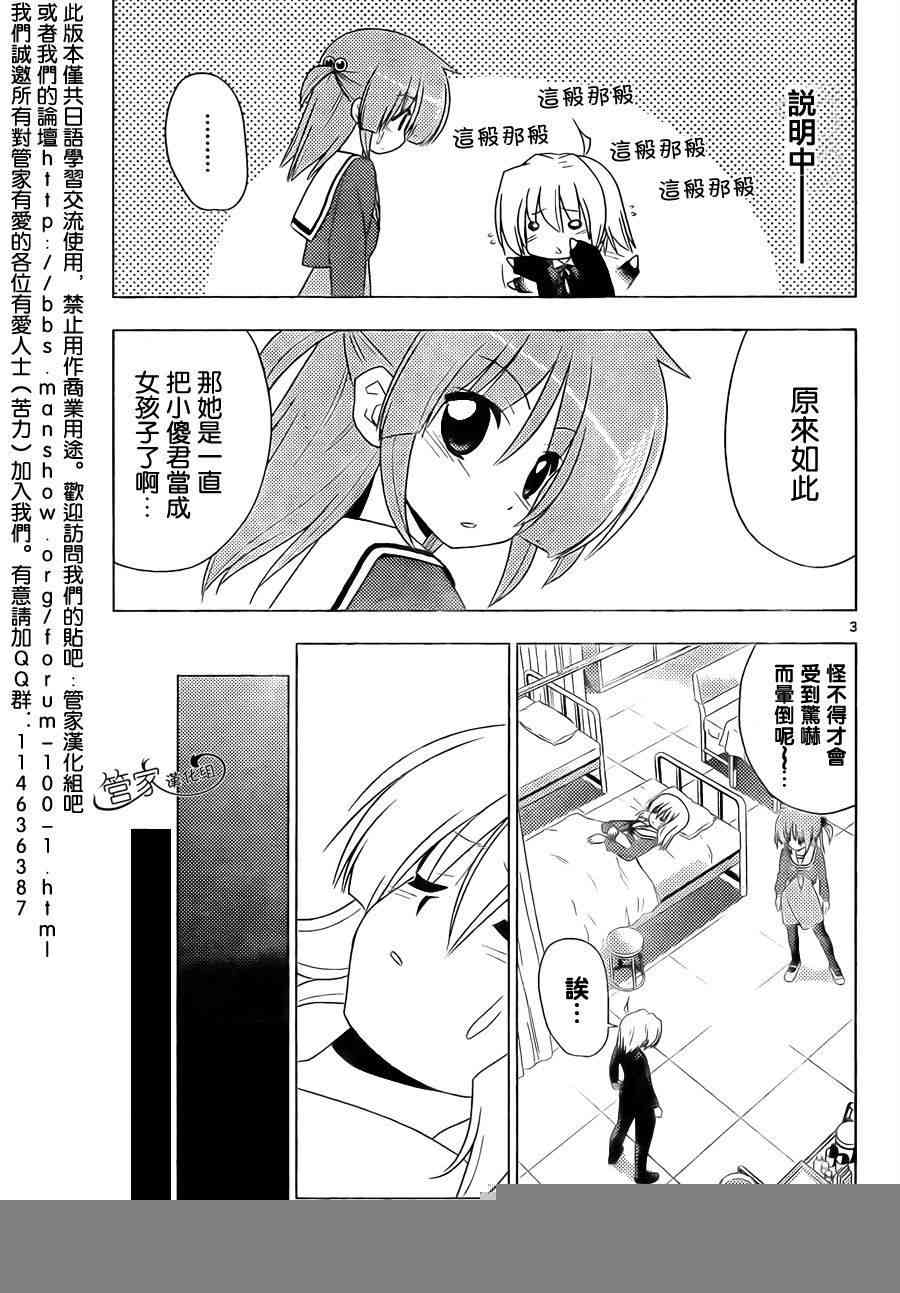 説明中——
這般那般
這般那般
這般那般
這般那般
………
原來如此
那她是一直
把小傻君當成
女孩子了啊…
3
怪不得才會
受到驚嚇
而暈倒呢~…
誒…
管家漢化組
此版本僅共日語學習交流使用，禁止用作商業用途。歡迎訪問我們的貼吧：管家漢化組吧
或者我們的論壇http://bbs.manshow.org/forum-100-1.html
我們誠邀所有對管家有愛的各位有愛人士（苦力）加入我們。有意請加QQ群：114636387